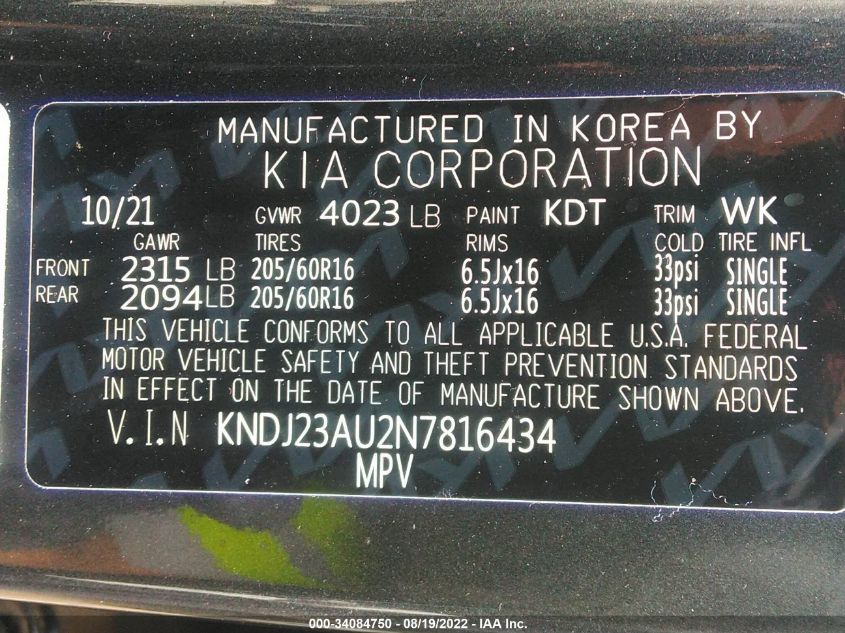 MANUFACTURED IN KOREA BY
KIA CORPORATION
10/21 GVWR 4023 LB PAINT KDT TRIM WK
GAWR TIRES RIMS COLD TIRE INFL
FRONT 2315 LB 205/60R16 6.5Jx16 33psi SINGLE
REAR 2094 LB 205/60R16 6.5Jx16 33psi SINGLE
THIS VEHICLE CONFORMS TO ALL APPLICABLE U.S.A. FEDERAL
MOTOR VEHICLE SAFETY AND THEFT PREVENTION STANDARDS
IN EFFECT ON THE DATE OF MANUFACTURE SHOWN ABOVE.
V.I.N KNDJ23AU2N7816434
MPV
000-34084750 - 08/19/2022 - IAA Inc.